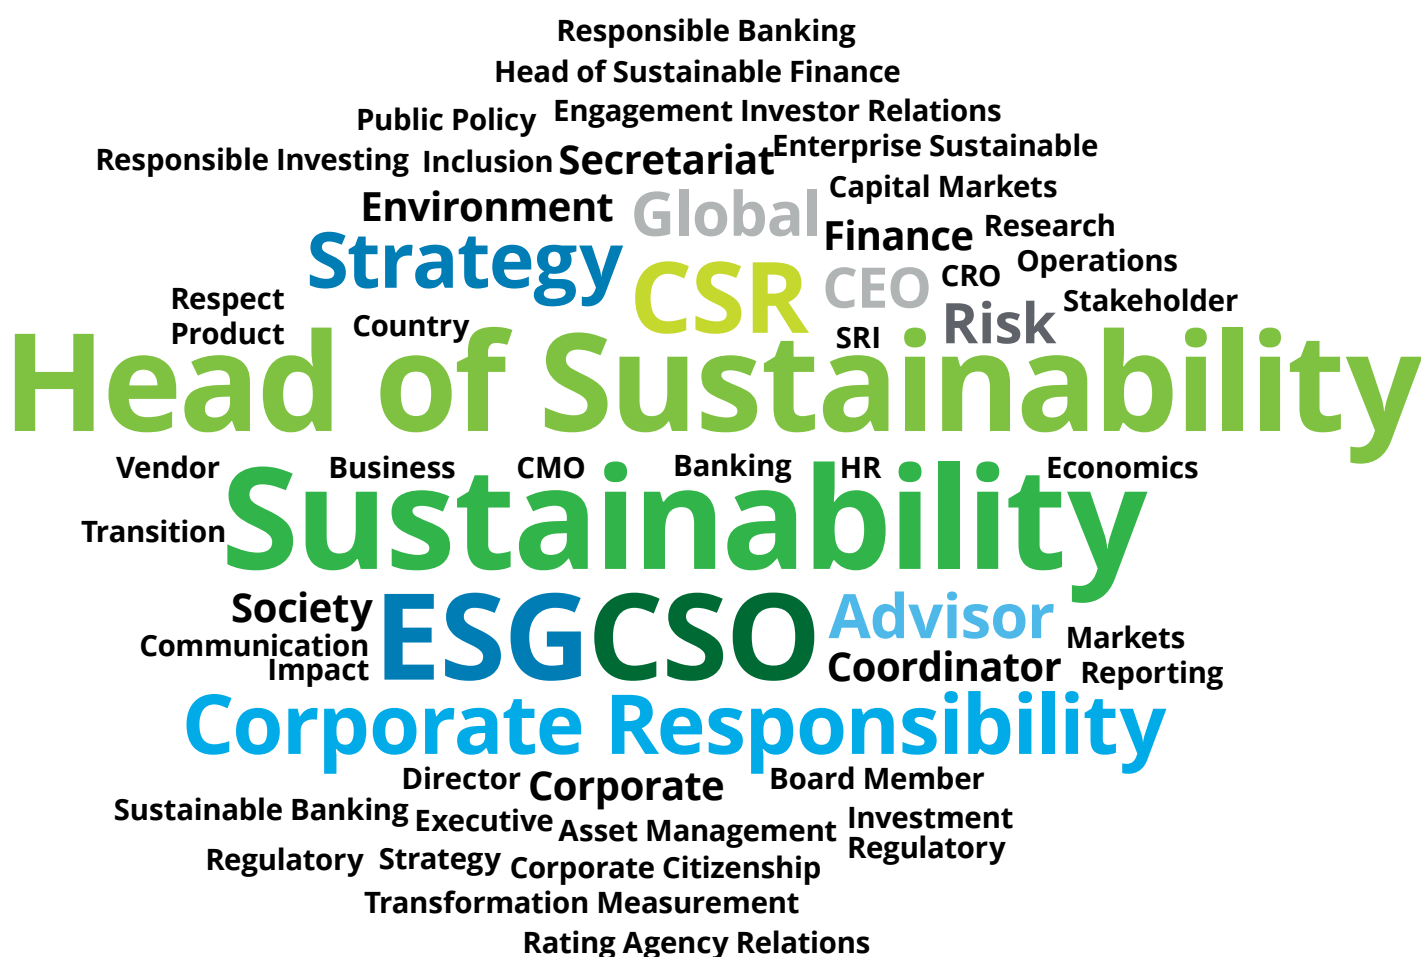 Responsible Banking
Head of Sustainable Finance
Public Policy Engagement Investor Relations
Responsible Investing Inclusion Secretariat Enterprise Sustainable
Environment Global Capital Markets
Strategy Finance Research
CSR CEO CRO Operations
Respect Risk Stakeholder
Product Country SRI
Head of Sustainability
Vendor Business CMO Banking HR Economics
Transition Sustainability
Society ESG CSO Advisor Markets
Communication Coordinator Reporting
Impact
Corporate Responsibility
Director Corporate Board Member
Sustainable Banking Executive Asset Management Investment
Regulatory Strategy Corporate Citizenship Regulatory
Transformation Measurement
Rating Agency Relations